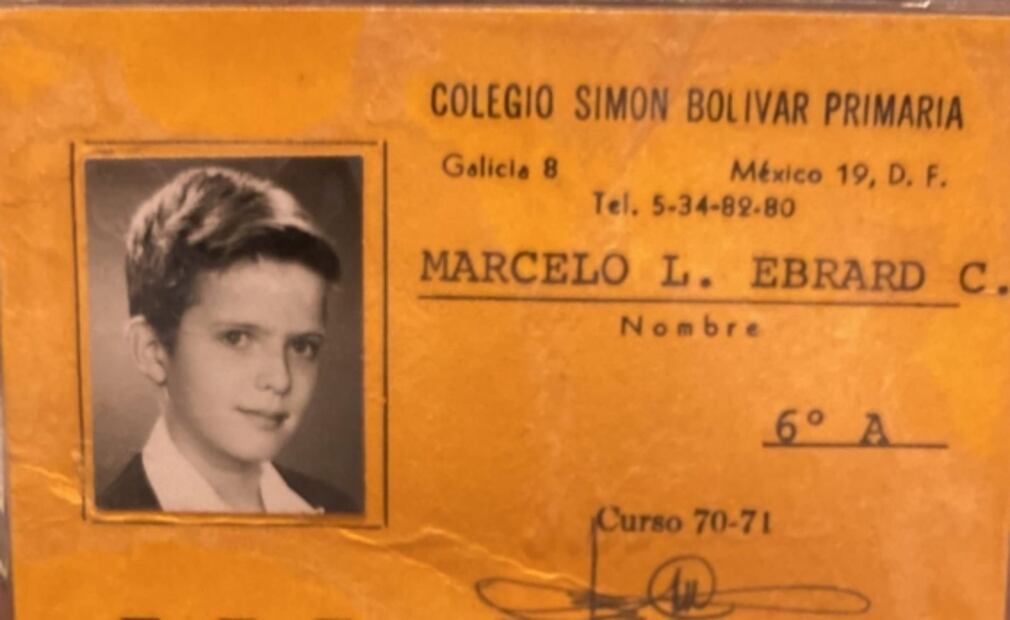 COLEGIO SIMON BOLIVAR PRIMARIA
Galicia 8 México 19, D. F.
Tel. 5-34-82-80
MARCELO L. EBRARD C.
Nombre
6° A
Curso 70-71